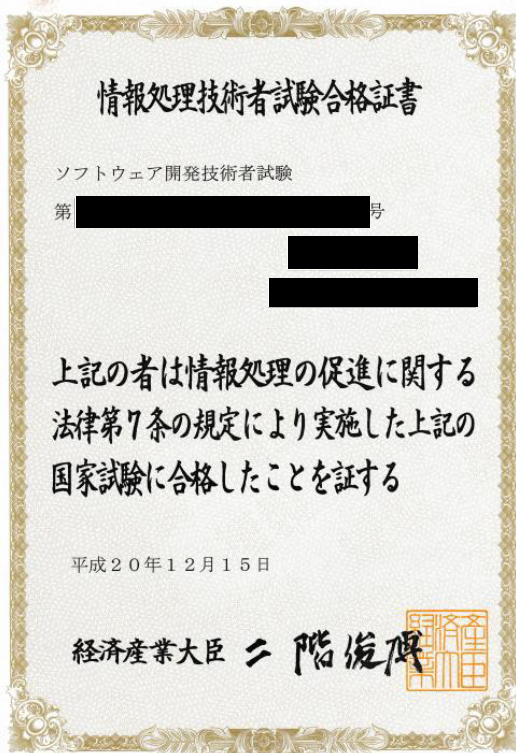 情報処理技術者試験合格証書
ソフトウェア開発技術者試験
第
号
上記の者は情報処理の促進に関する
法律第7条の規定により実施した上記の
国家試験に合格したことを証する
平成20年12月15日
経済産業大臣 二階俊博